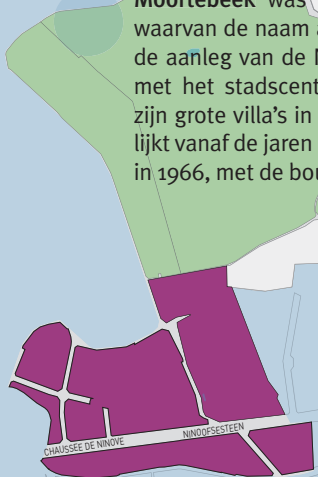 Moortebeek was
waarvan de naam
de aanleg van de
met het stadscent
zijn grote villa's in
lijkt vanaf de jaren
in 1966, met de bou
CHAUSSEE DE NINOVE NINOOFSESTEEN